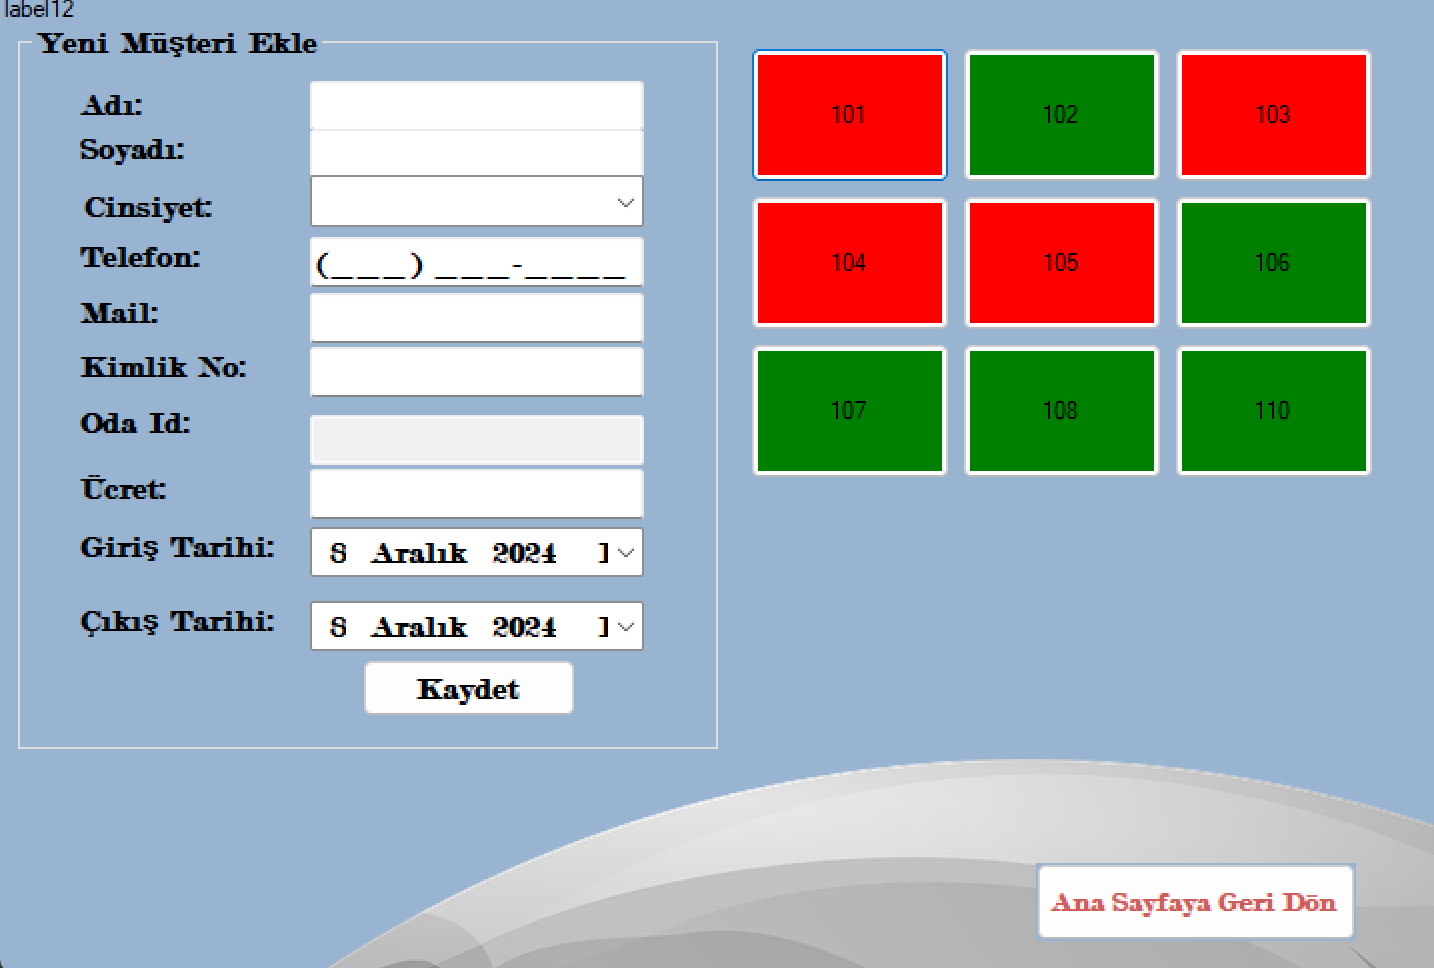 label12
Yeni Müşteri Ekle
Adı:
Soyadı:
Cinsiyet:
Telefon:
(___) ___-____
Mail:
Kimlik No:
Oda Id:
Ücret:
Giriş Tarihi:
8 Aralık 2024
Çıkış Tarihi:
8 Aralık 2024
Kaydet
101 102 103
104 105 106
107 108 110
Ana Sayfaya Geri Dön